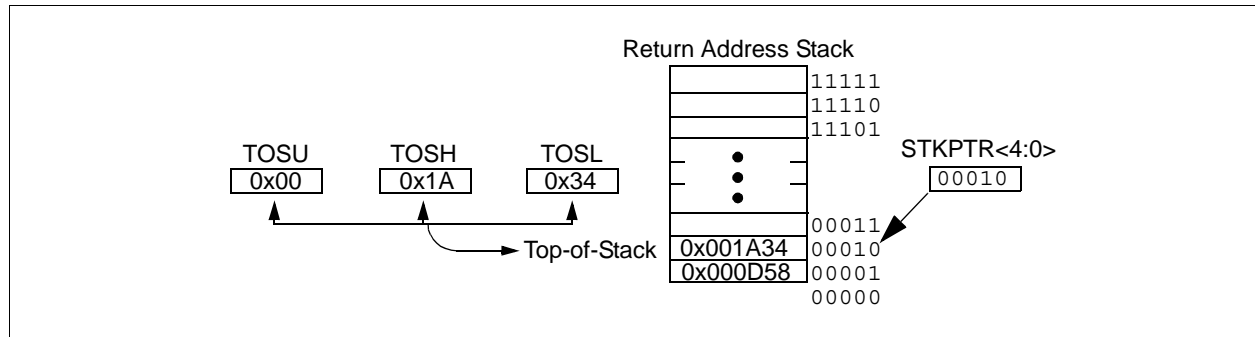 Return Address Stack
11111
11110
11101
STKPTR<4:0>
00010
TOSU TOSH TOSL
0x00 0x1A 0x34
00011
Top-of-Stack 0x001A34 00010
0x000D58 00001
00000